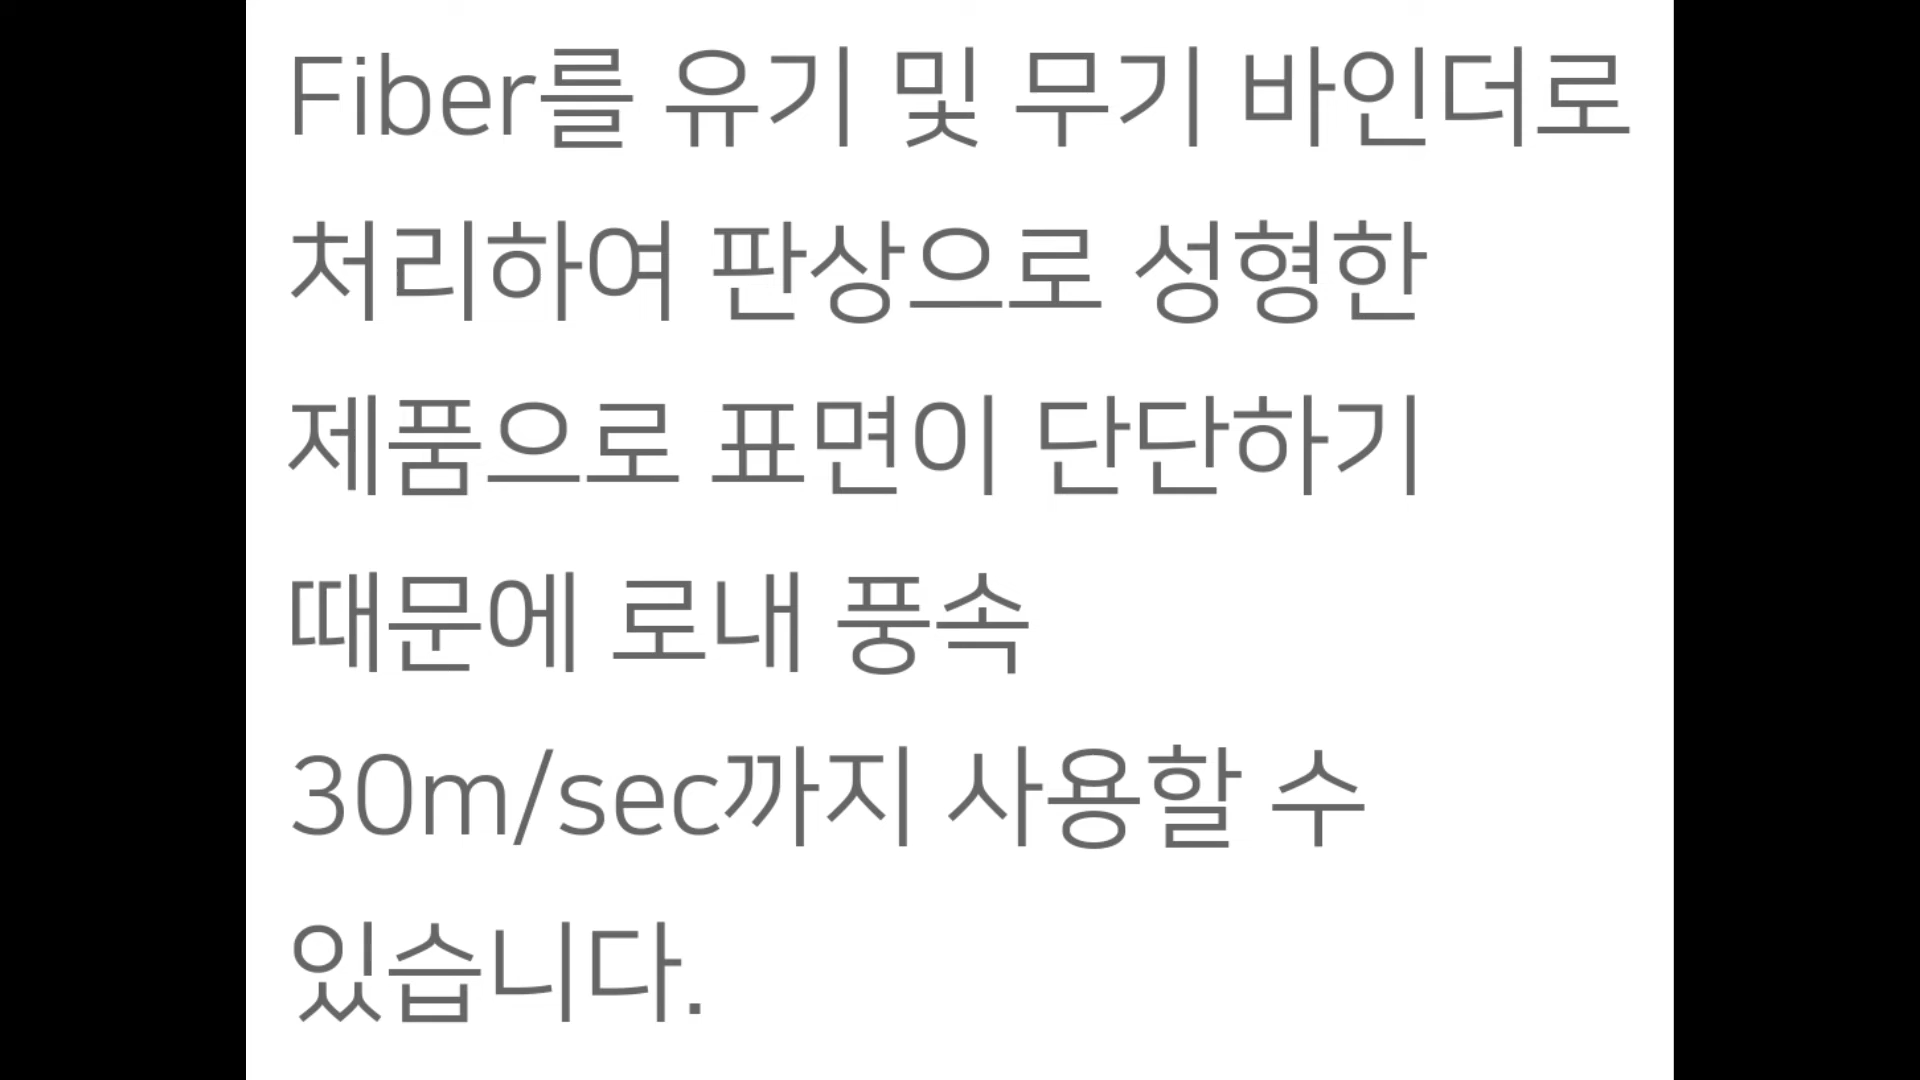 Fiber를 유기 및 무기 바인더로
처리하여 판상으로 성형한
제품으로 표면이 단단하기
때문에 로내 풍속
30m/sec까지 사용할 수
있습니다.